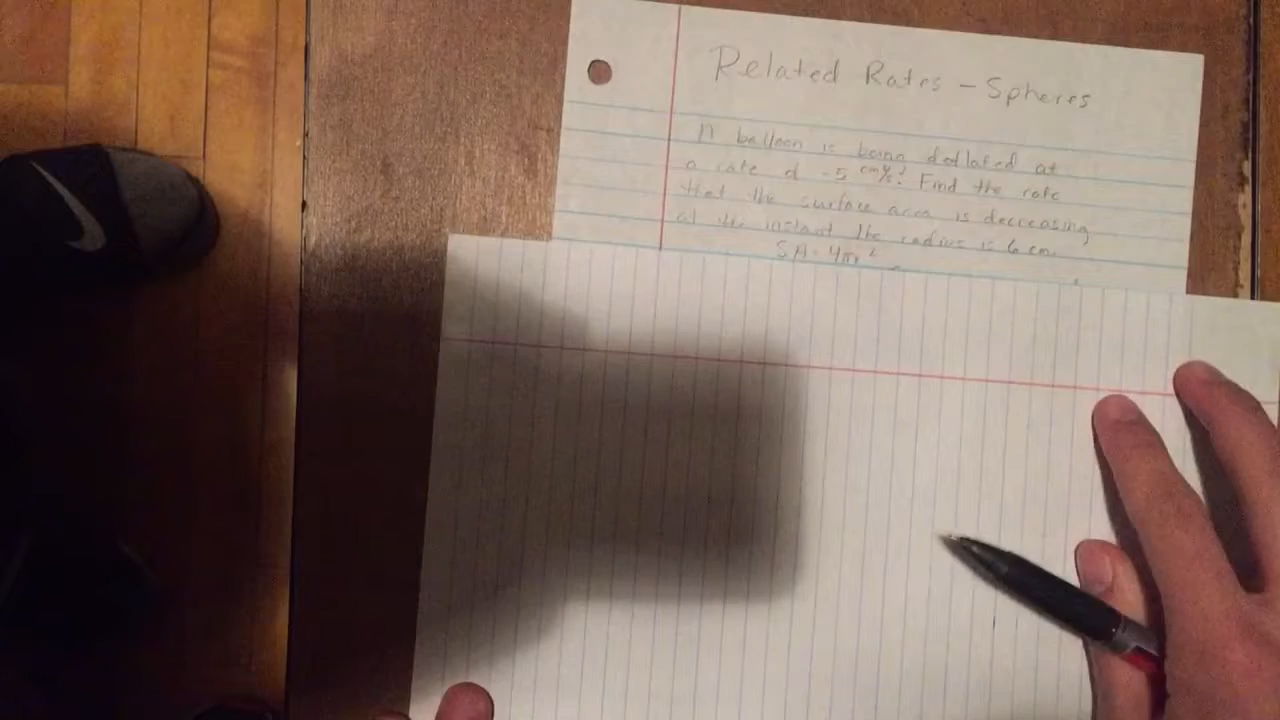 Related Rates - Spheres
A balloon is being deflated at
a rate of -5 cm/s? Find the rate
that the surface area is decreasing
at the instant the radius is 6 cm.
SA = 4πr²